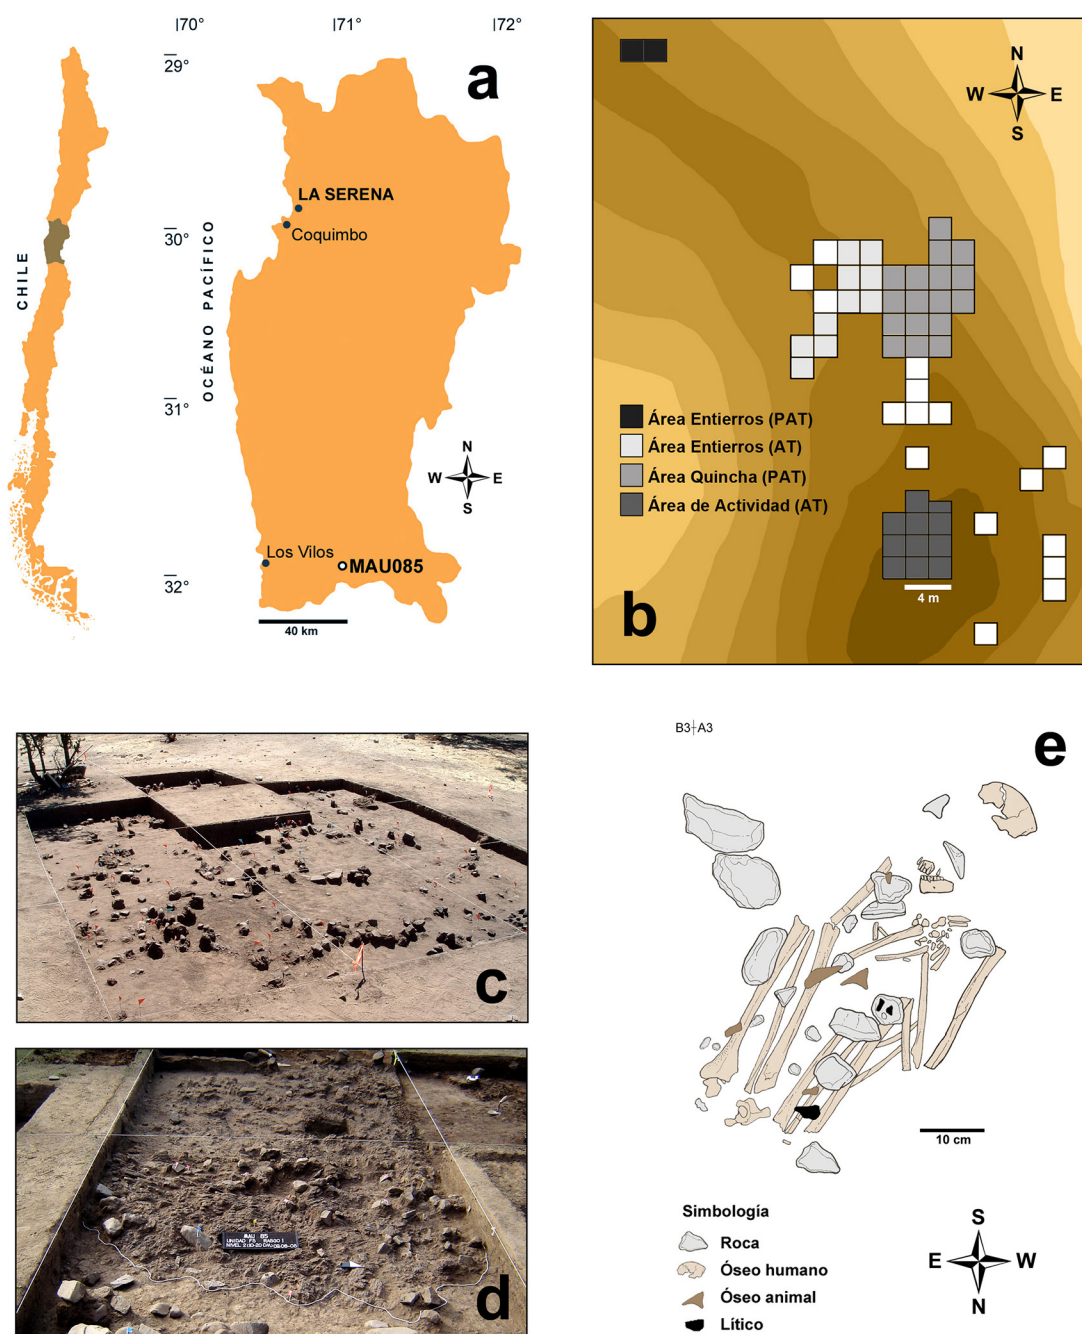 70°
71°
72°
29°
30°
31°
32°
a
CHILE
OCÉANO PACÍFICO
LA SERENA
Coquimbo
Los Vilos
MAU085
N
W E
S
40 km
b
N
W E
S
Área Entierros (PAT)
Área Entierros (AT)
Área Quincha (PAT)
Área de Actividad (AT)
4 m
c
d
MAU 85
e
B3 A3
10 cm
Simbología
Roca
Óseo humano
Óseo animal
Lítico
S
E W
N